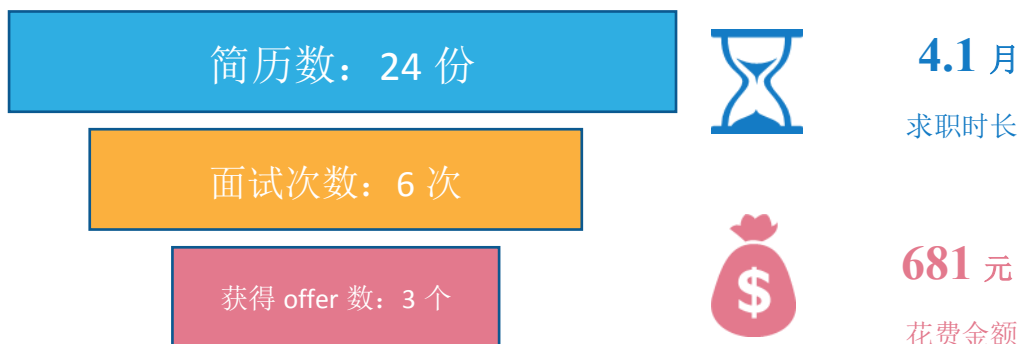 简历数：24 份
面试次数：6 次
获得 offer 数：3 个
4.1 月
求职时长
$
681 元
花费金额